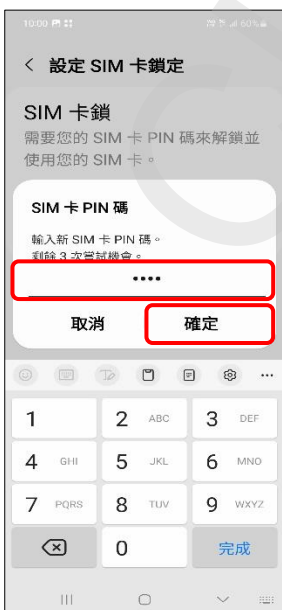 10:00 60%
< 設定 SIM 卡鎖定
SIM 卡鎖
需要您的 SIM 卡 PIN 碼來解鎖並
使用您的 SIM 卡。
SIM 卡 PIN 碼
輸入新 SIM 卡 PIN 碼。
剩餘 3 次嘗試機會。
••••
取消 確定
1 2 ABC 3 DEF
4 GHI 5 JKL 6 MNO
7 PQRS 8 TUV 9 WXYZ
0 完成